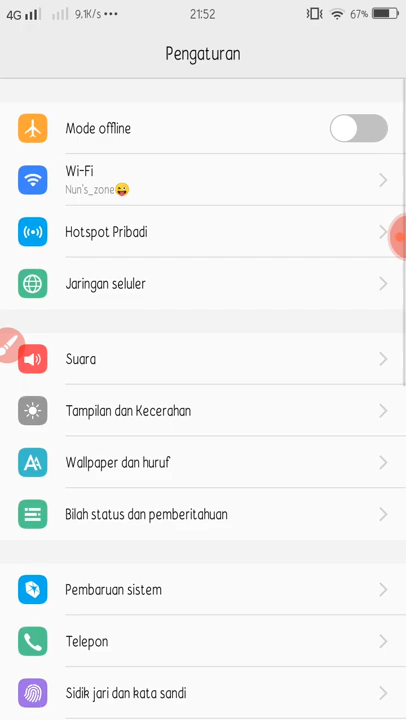 4G 9.1K/s ••• 21:52 67%
Pengaturan
Mode offline
Wi-Fi
Nun's_zone😜
Hotspot Pribadi
Jaringan seluler
Suara
Tampilan dan Kecerahan
Wallpaper dan huruf
Bilah status dan pemberitahuan
Pembaruan sistem
Telepon
Sidik jari dan kata sandi